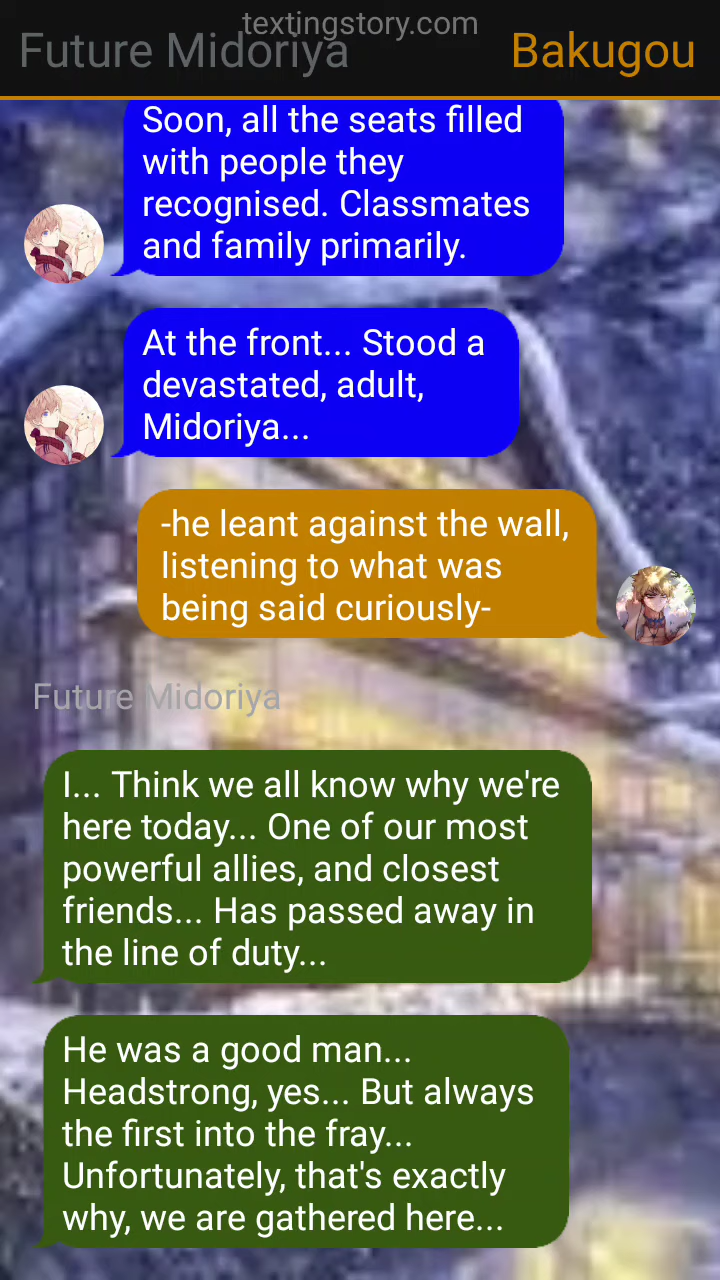 textingstory.com
Future Midoriya
Bakugou
Soon, all the seats filled
with people they
recognised. Classmates
and family primarily.
At the front... Stood a
devastated, adult,
Midoriya...
-he leant against the wall,
listening to what was
being said curiously-
Future Midoriya
I... Think we all know why we're
here today... One of our most
powerful allies, and closest
friends... Has passed away in
the line of duty...
He was a good man...
Headstrong, yes... But always
the first into the fray...
Unfortunately, that's exactly
why, we are gathered here...